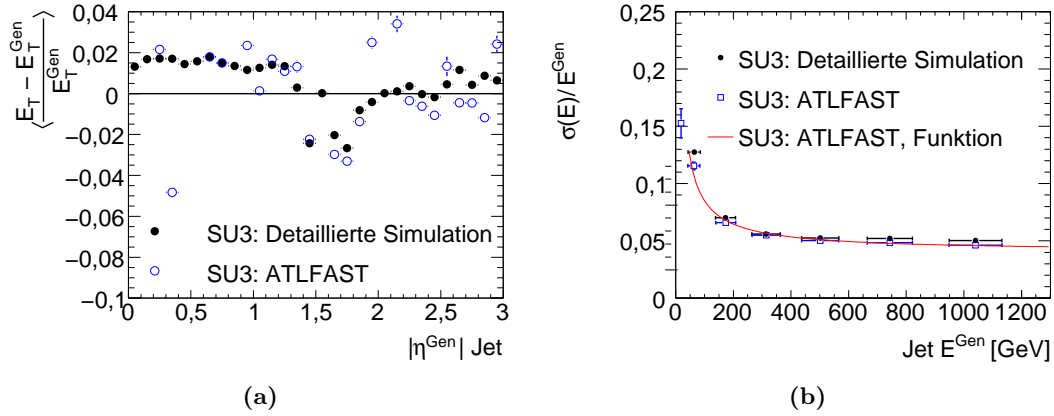 0,04
0,02
0
−0,02
−0,04
−0,06
−0,08
−0,1
⟨(E_T − E_T^Gen) / E_T^Gen⟩
SU3: Detaillierte Simulation
SU3: ATLFAST
0 0,5 1 1,5 2 2,5 3
|η^Gen| Jet
(a)
0,25
0,2
0,15
0,1
0,05
0
σ(E)/ E^Gen
SU3: Detaillierte Simulation
SU3: ATLFAST
SU3: ATLFAST, Funktion
0 200 400 600 800 1000 1200
Jet E^Gen [GeV]
(b)